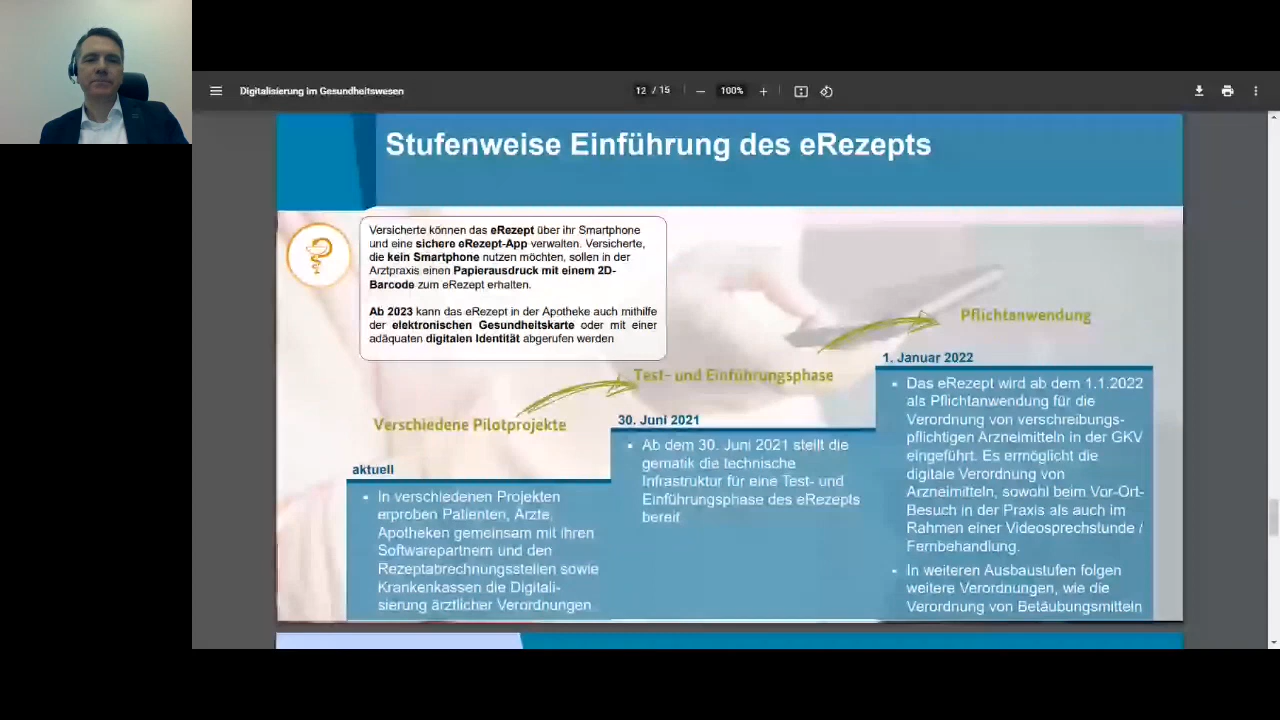 Digitalisierung im Gesundheitswesen
12 / 15
100%
Stufenweise Einführung des eRezepts
Versicherte können das eRezept über ihr Smartphone
und eine sichere eRezept-App verwalten. Versicherte,
die kein Smartphone nutzen möchten, sollen in der
Arztpraxis einen Papierausdruck mit einem 2D-
Barcode zum eRezept erhalten.
Ab 2023 kann das eRezept in der Apotheke auch mithilfe
der elektronischen Gesundheitskarte oder mit einer
adäquaten digitalen Identität abgerufen werden
Verschiedene Pilotprojekte
aktuell
In verschiedenen Projekten
erproben Patienten, Ärzte,
Apotheken gemeinsam mit ihren
Softwarepartnern und den
Rezeptabrechnungsstellen sowie
Krankenkassen die Digitali-
sierung ärztlicher Verordnungen
Test- und Einführungsphase
30. Juni 2021
Ab dem 30. Juni 2021 stellt die
gematik die technische
Infrastruktur für eine Test- und
Einführungsphase des eRezepts
bereit
Pflichtanwendung
1. Januar 2022
Das eRezept wird ab dem 1.1.2022
als Pflichtanwendung für die
Verordnung von verschreibungs-
pflichtigen Arzneimitteln in der GKV
eingeführt. Es ermöglicht die
digitale Verordnung von
Arzneimitteln, sowohl beim Vor-Ort-
Besuch in der Praxis als auch im
Rahmen einer Videosprechstunde /
Fernbehandlung.
In weiteren Ausbaustufen folgen
weitere Verordnungen, wie die
Verordnung von Betäubungsmitteln